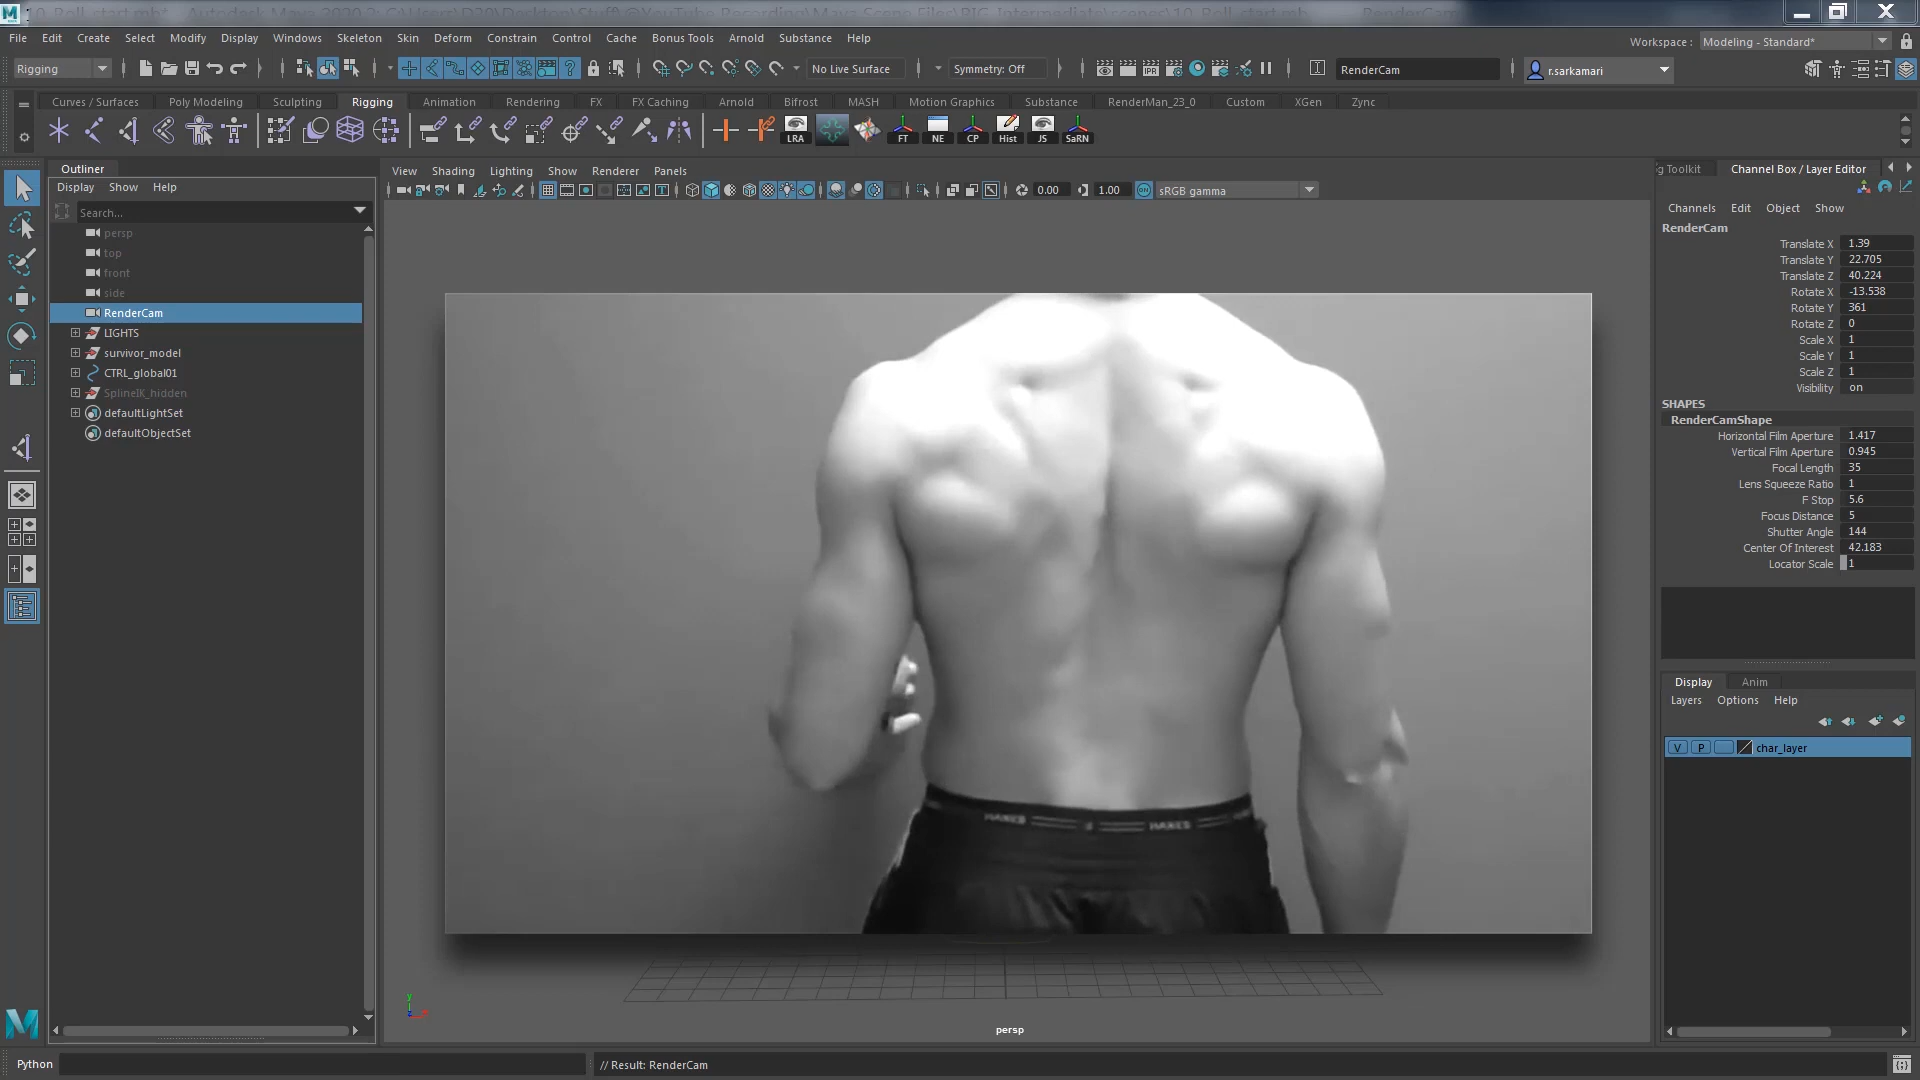 File Edit Create Select Modify Display Windows Skeleton Skin Deform Constrain Control Cache Bonus Tools Arnold Substance Help
Workspace : Modeling - Standard*
Rigging
No Live Surface
Symmetry: Off
RenderCam
r.sarkamari
Curves / Surfaces Poly Modeling Sculpting Rigging Animation Rendering FX FX Caching Arnold Bifrost MASH Motion Graphics Substance RenderMan_23_0 Custom XGen Zync
LRA FT NE CP Hist JS SaRN
Outliner
Display Show Help
Search...
persp
top
front
side
RenderCam
LIGHTS
survivor_model
CTRL_global01
SplineIK_hidden
defaultLightSet
defaultObjectSet
View Shading Lighting Show Renderer Panels
0.00 1.00 sRGB gamma
HANES HANES
persp
g Toolkit Channel Box / Layer Editor
Channels Edit Object Show
RenderCam
Translate X 1.39
Translate Y 22.705
Translate Z 40.224
Rotate X -13.538
Rotate Y 361
Rotate Z 0
Scale X 1
Scale Y 1
Scale Z 1
Visibility on
SHAPES
RenderCamShape
Horizontal Film Aperture 1.417
Vertical Film Aperture 0.945
Focal Length 35
Lens Squeeze Ratio 1
F Stop 5.6
Focus Distance 5
Shutter Angle 144
Center Of Interest 42.183
Locator Scale 1
Display Anim
Layers Options Help
V P char_layer
Python
// Result: RenderCam